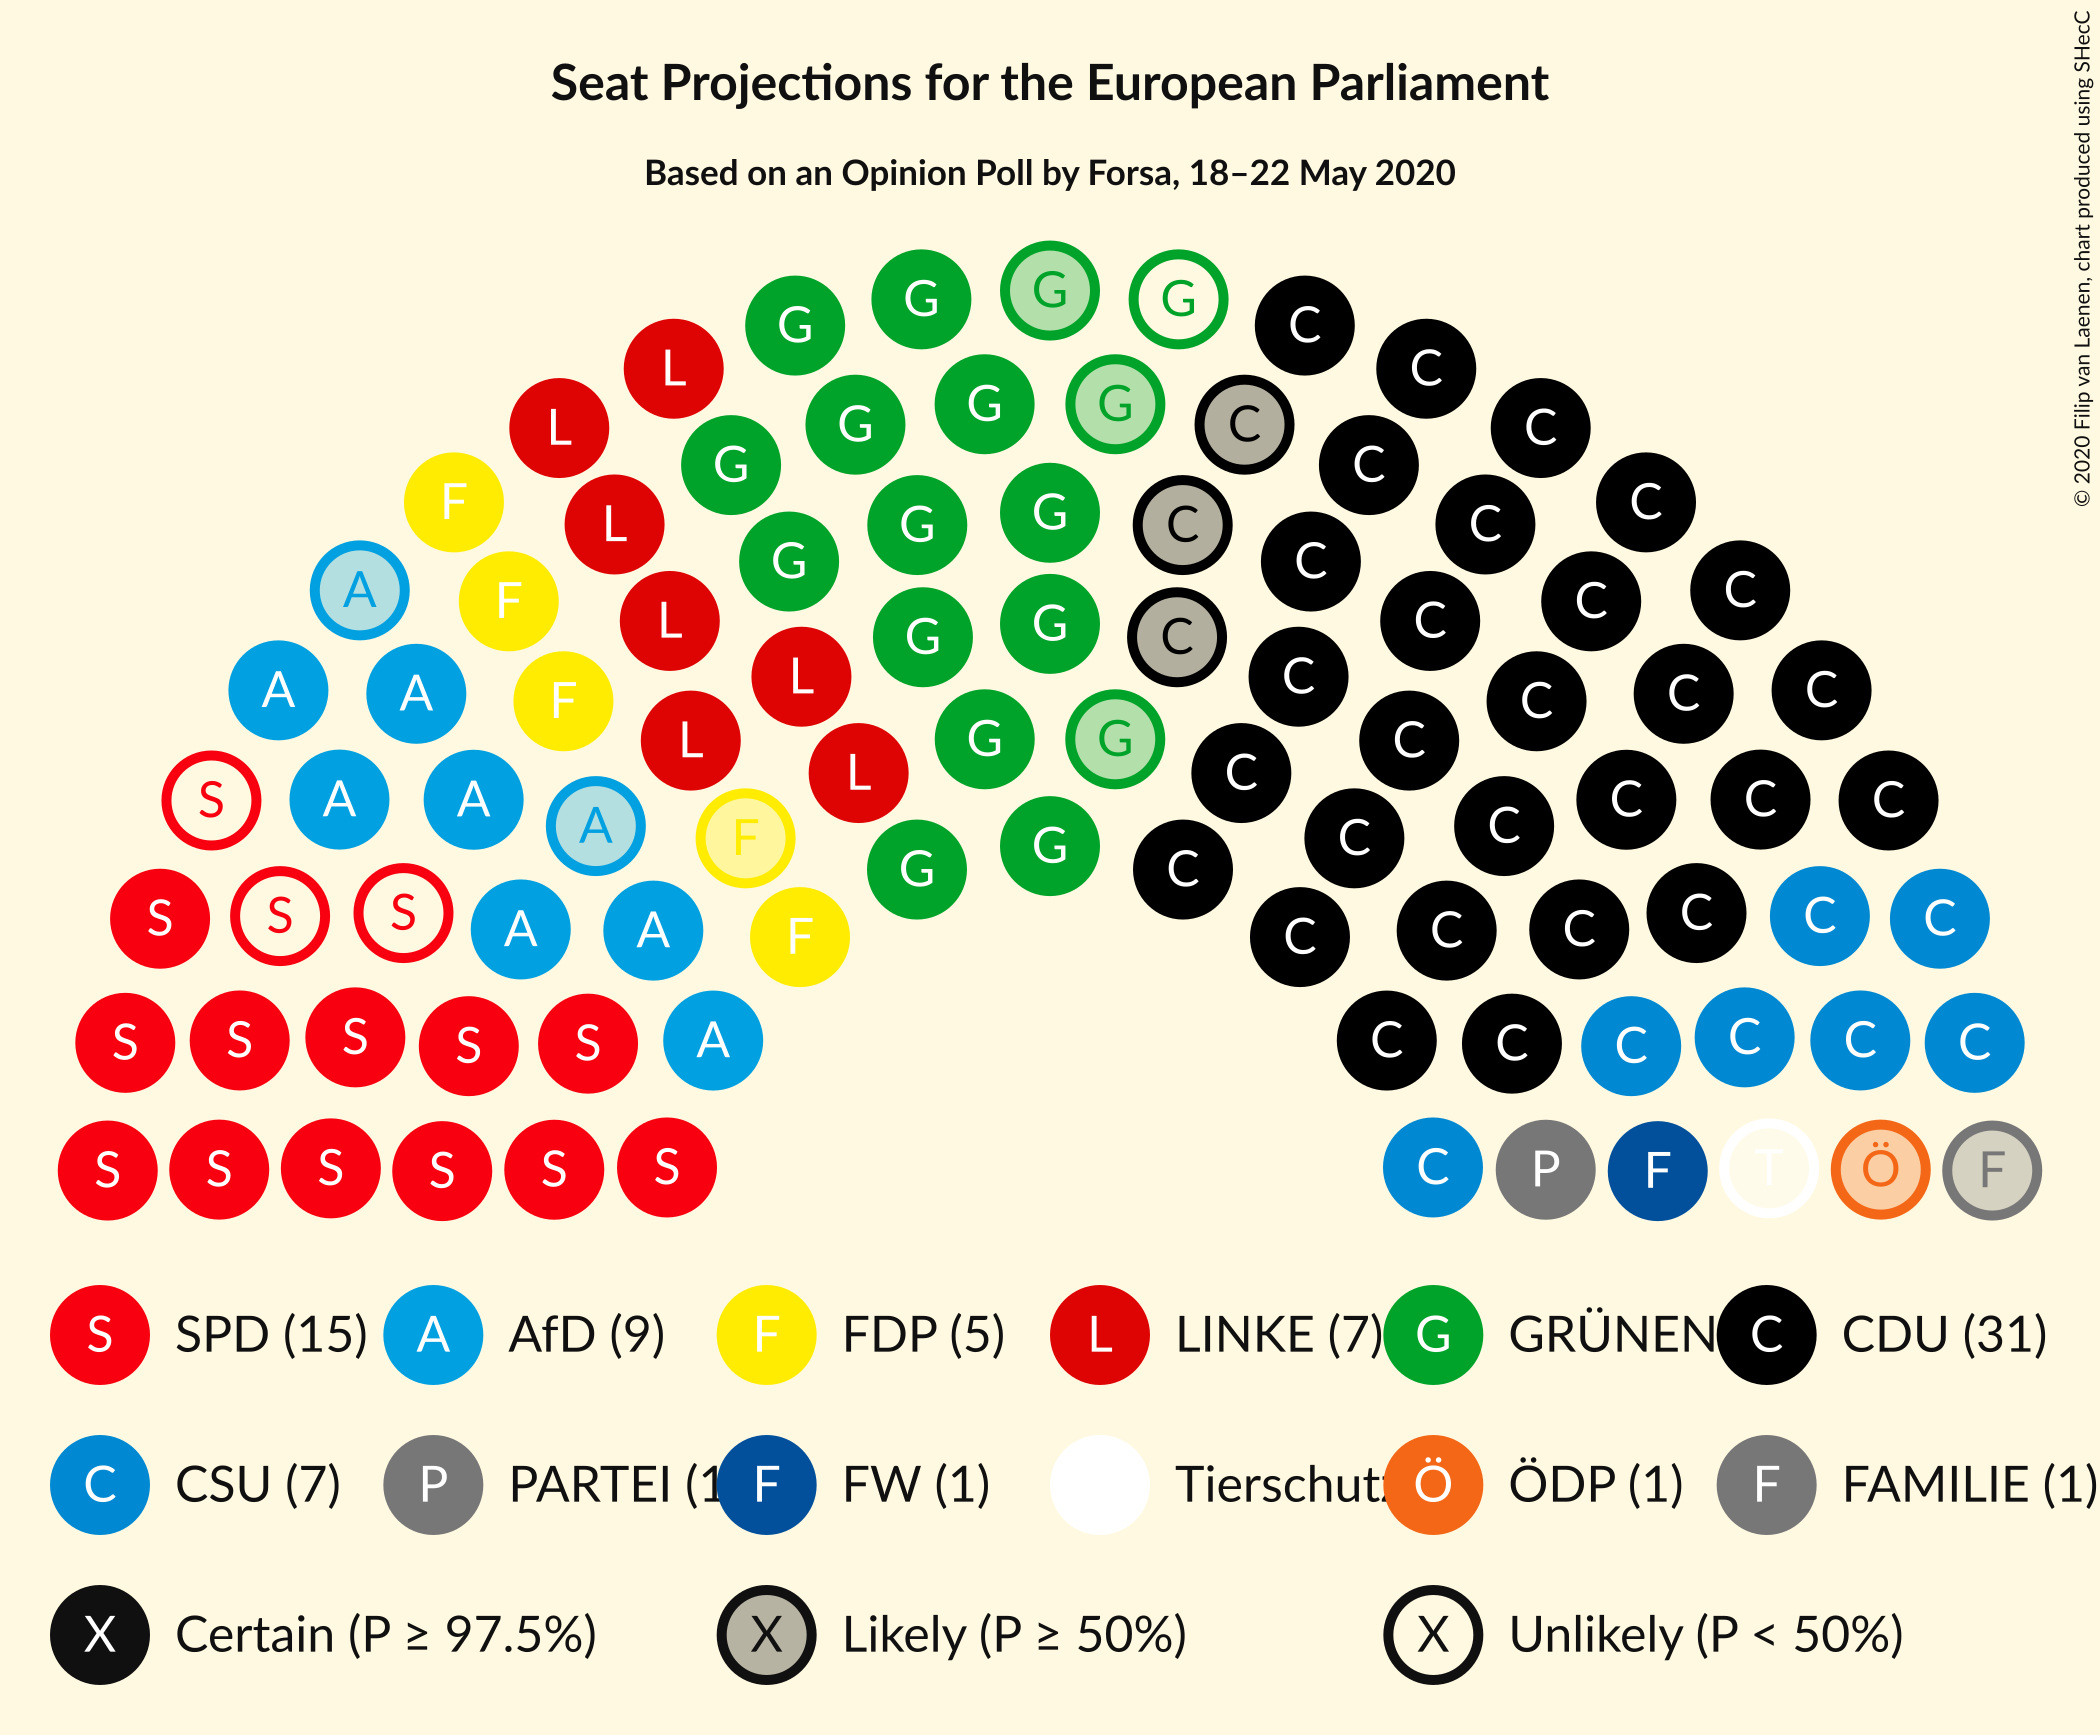 Seat Projections for the European Parliament
Based on an Opinion Poll by Forsa, 18–22 May 2020
© 2020 Filip van Laenen, chart produced using SHecC
G G G G
C C
L G G G G C C C
L G G G C C C C
F L G G C C C C
A F L G G C C C C
A A F L L G G C C C C C C
S A A A F L G G C C C C C C C
S S S A A F C C C C C C
S S S S S A C C C C C C
S S S S S S C P F T Ö F
S SPD (15) A AfD (9) F FDP (5) L LINKE (7) G GRÜNEN C CDU (31)
C CSU (7) P PARTEI (1 F FW (1) Tierschutz Ö ÖDP (1) F FAMILIE (1)
X Certain (P ≥ 97.5%) X Likely (P ≥ 50%) X Unlikely (P < 50%)